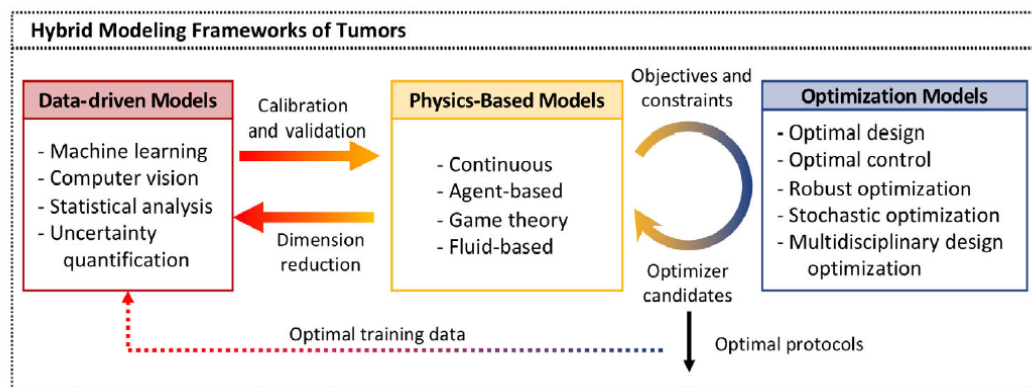 Hybrid Modeling Frameworks of Tumors
Data-driven Models
- Machine learning
- Computer vision
- Statistical analysis
- Uncertainty
quantification
Calibration
and validation
Dimension
reduction
Physics-Based Models
- Continuous
- Agent-based
- Game theory
- Fluid-based
Objectives and
constraints
Optimizer
candidates
Optimization Models
- Optimal design
- Optimal control
- Robust optimization
- Stochastic optimization
- Multidisciplinary design
optimization
Optimal training data
Optimal protocols